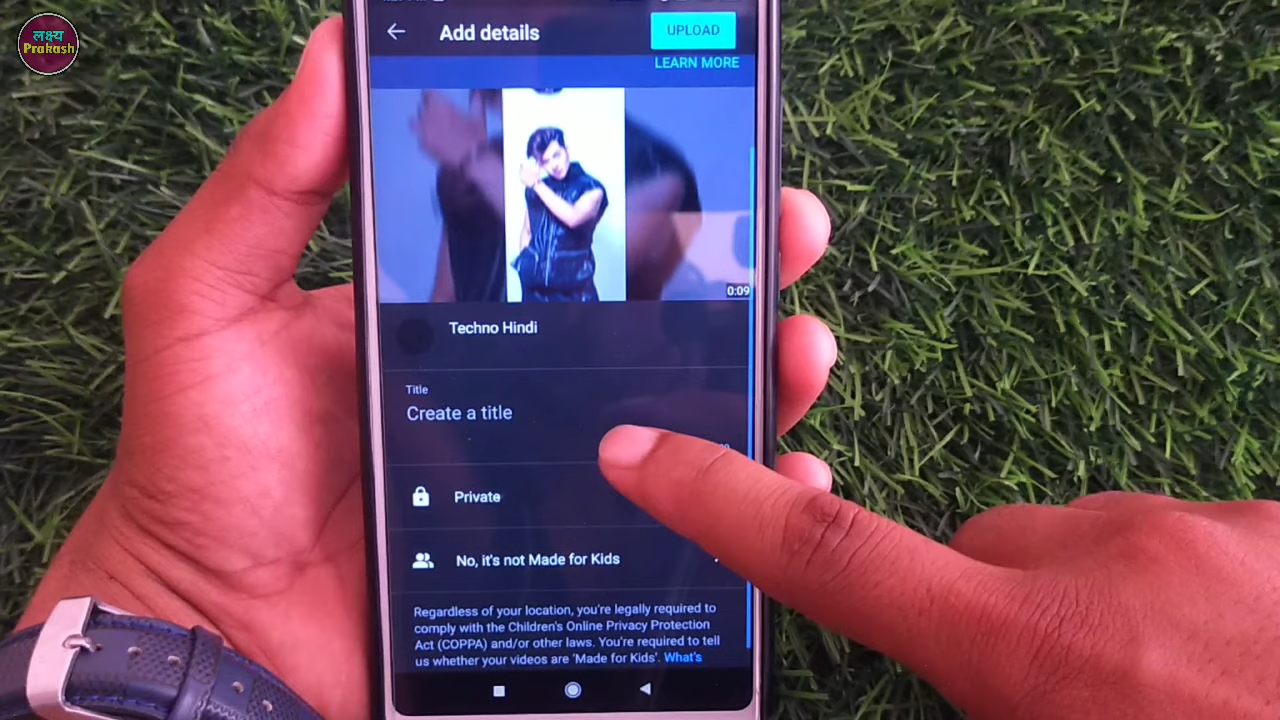 लक्ष्य
Prakash
Add details
UPLOAD
LEARN MORE
0:09
Techno Hindi
Title
Create a title
Private
No, it's not Made for Kids
Regardless of your location, you're legally required to
comply with the Children's Online Privacy Protection
Act (COPPA) and/or other laws. You're required to tell
us whether your videos are 'Made for Kids'. What's